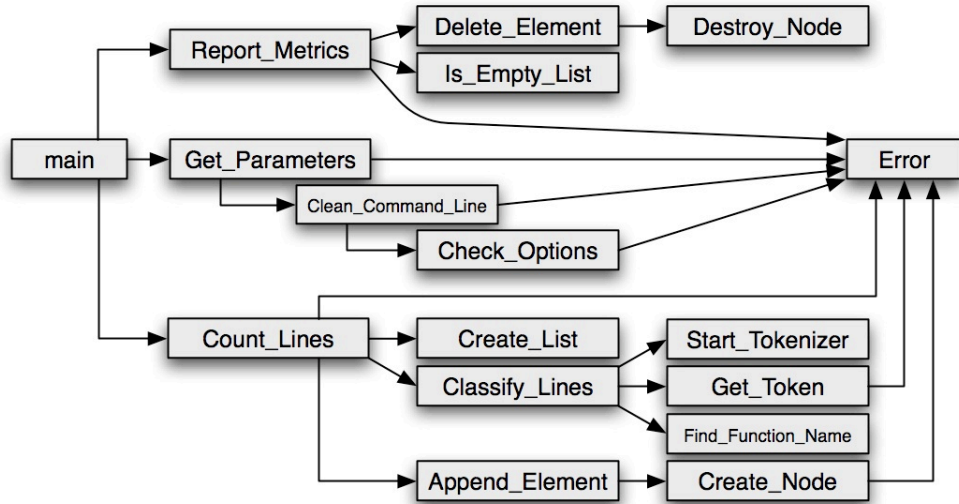 Delete_Element
Destroy_Node
Report_Metrics
Is_Empty_List
main
Get_Parameters
Error
Clean_Command_Line
Check_Options
Count_Lines
Create_List
Start_Tokenizer
Classify_Lines
Get_Token
Find_Function_Name
Append_Element
Create_Node